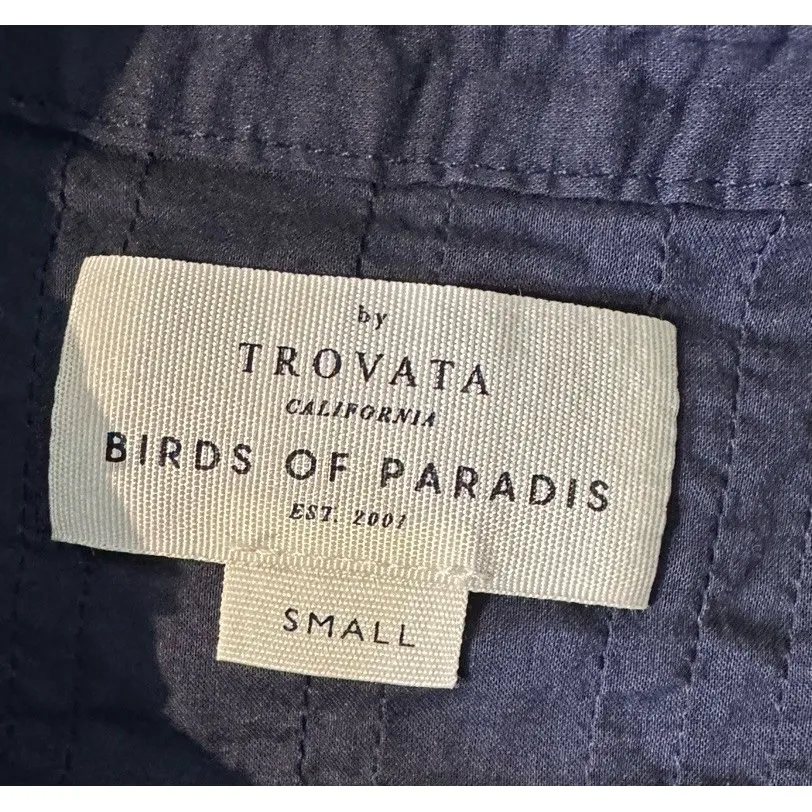 by
TROVATA
CALIFORNIA
BIRDS OF PARADIS
EST. 2001
SMALL